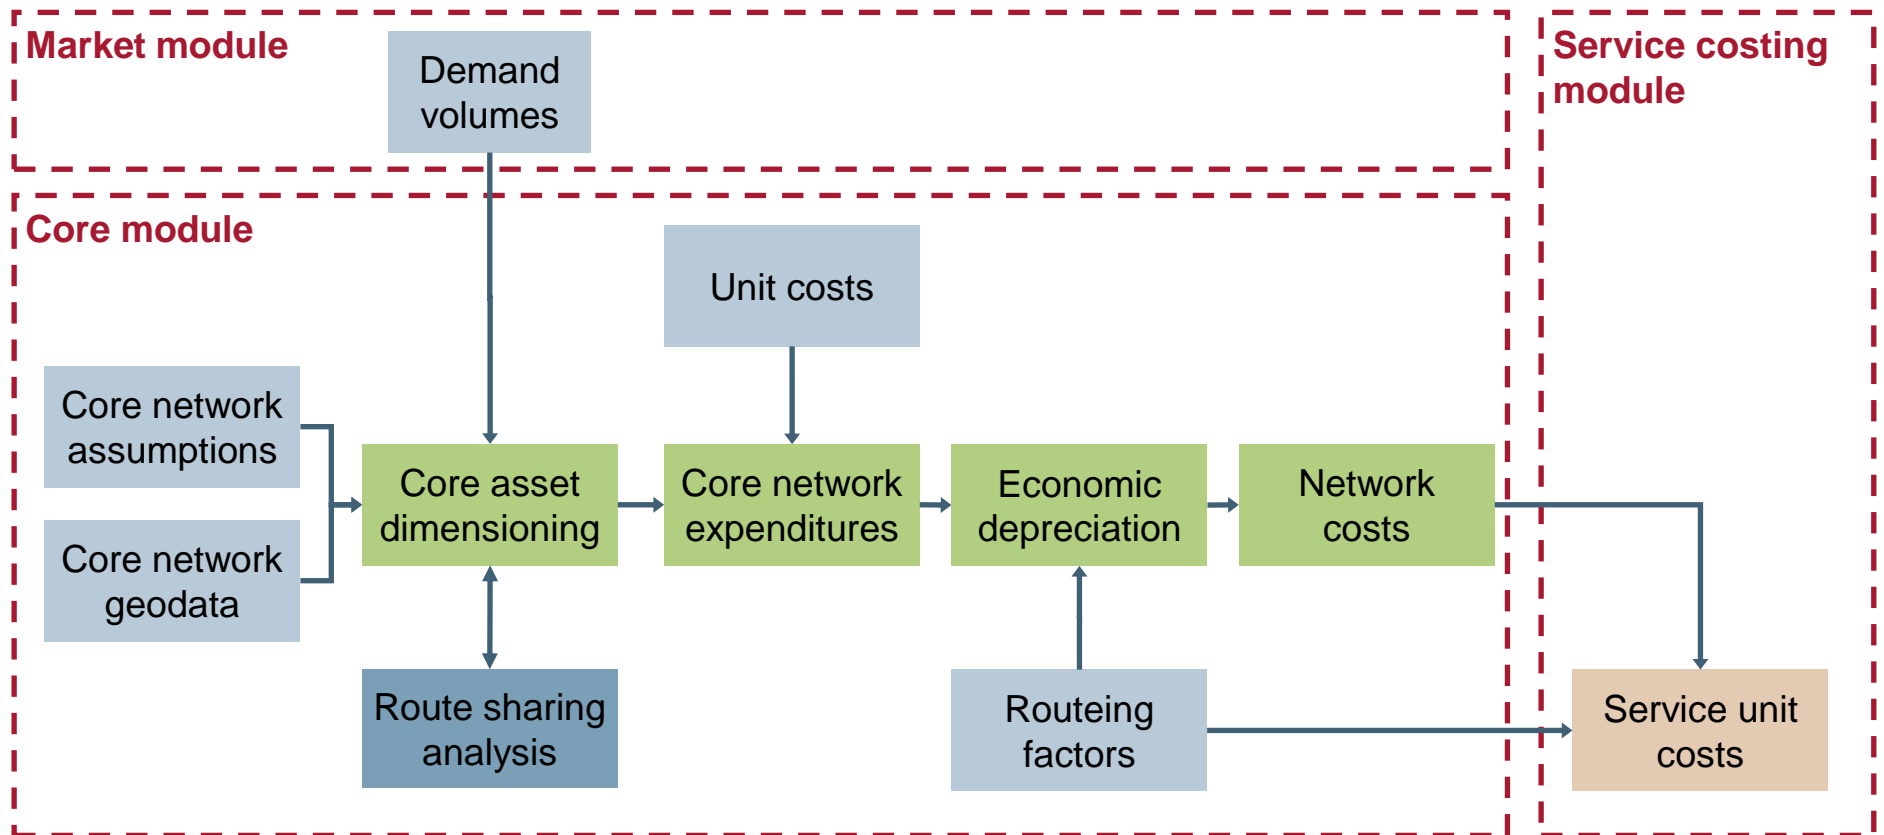 Market module
Demand
volumes
Service costing
module
Core module
Unit costs
Core network
assumptions
Core network
geodata
Core asset
dimensioning
Core network
expenditures
Economic
depreciation
Network
costs
Route sharing
analysis
Routeing
factors
Service unit
costs